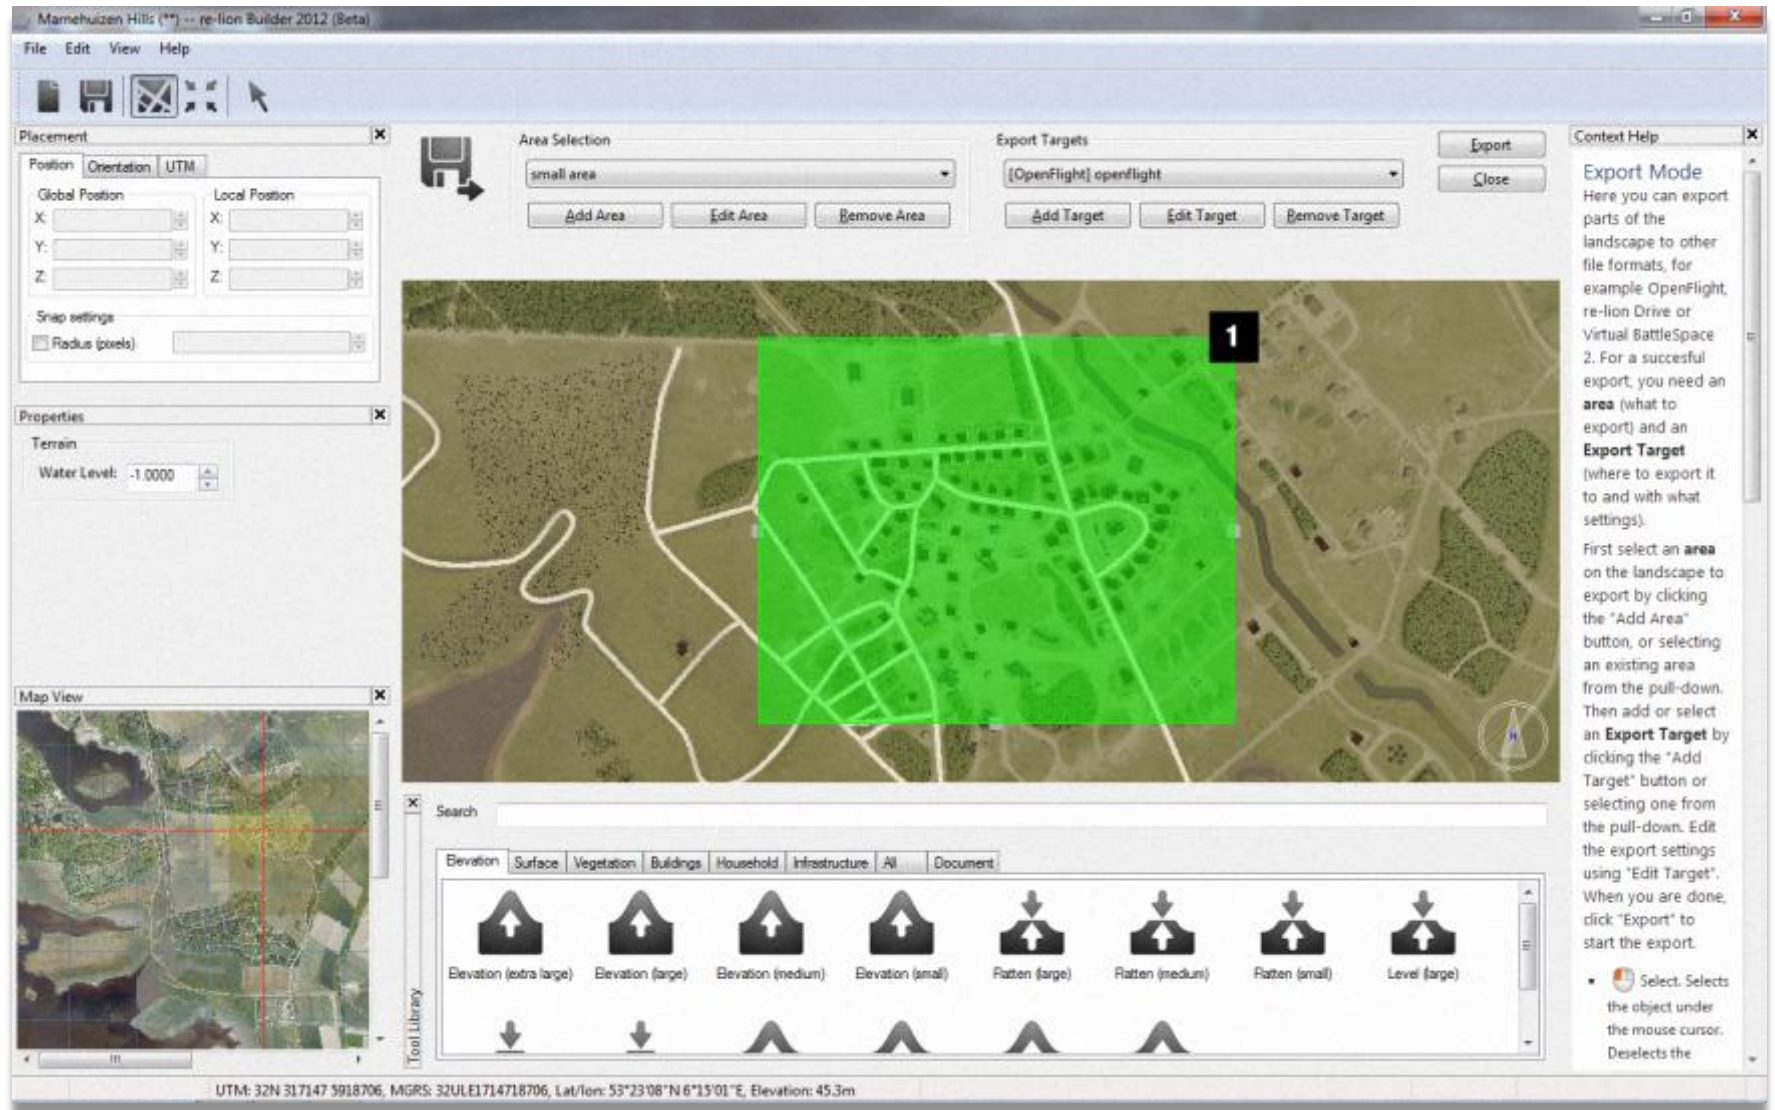 Marnehuizen Hills (**) -- re-lion Builder 2012 (Beta)
File Edit View Help
Placement
Position Orientation UTM
Global Position Local Position
X: X:
Y: Y:
Z: Z:
Snap settings
Radius (pixels)
Properties
Terrain
Water Level: -1.0000
Map View
Area Selection
small area
Add Area Edit Area Remove Area
Export Targets
[OpenFlight] openflight
Add Target Edit Target Remove Target
Export
Close
1
N
Search
Elevation Surface Vegetation Buildings Household Infrastructure All Document
Elevation (extra large) Elevation (large) Elevation (medium) Elevation (small) Flatten (large) Flatten (medium) Flatten (small) Level (large)
Tool Library
Context Help
Export Mode
Here you can export
parts of the
landscape to other
file formats, for
example OpenFlight,
re-lion Drive or
Virtual BattleSpace
2. For a succesful
export, you need an
area (what to
export) and an
Export Target
(where to export it
to and with what
settings).
First select an area
on the landscape to
export by clicking
the "Add Area"
button, or selecting
an existing area
from the pull-down.
Then add or select
an Export Target by
clicking the "Add
Target" button or
selecting one from
the pull-down. Edit
the export settings
using "Edit Target".
When you are done,
click "Export" to
start the export.
Select. Selects
the object under
the mouse cursor.
Deselects the
UTM: 32N 317147 5918706, MGRS: 32ULE1714718706, Lat/lon: 53°23'08"N 6°15'01"E, Elevation: 45.3m